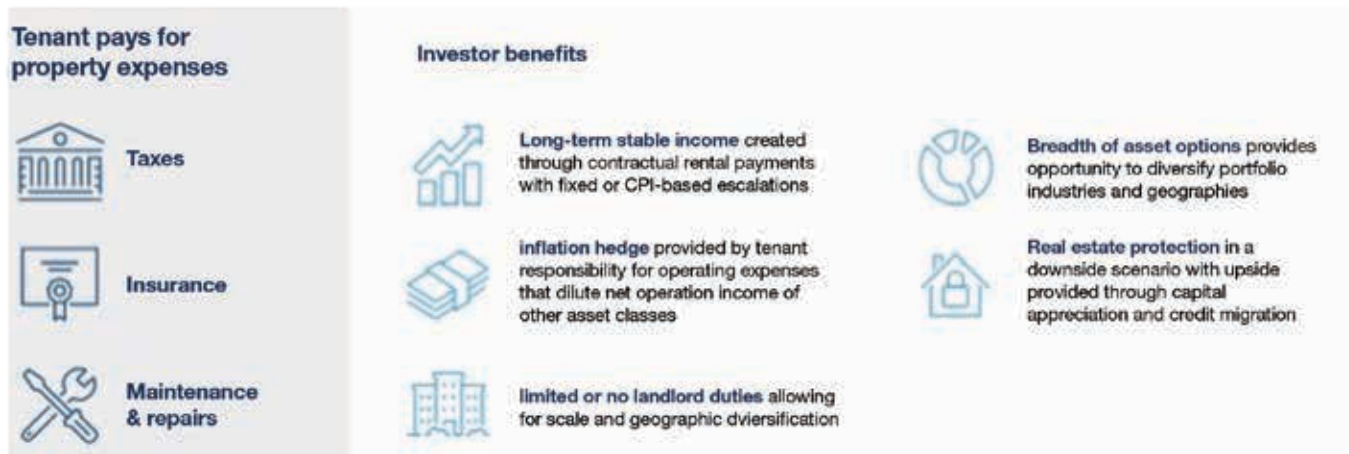 Tenant pays for
property expenses
Taxes
Insurance
Maintenance
& repairs
Investor benefits
Long-term stable income created
through contractual rental payments
with fixed or CPI-based escalations
inflation hedge provided by tenant
responsibility for operating expenses
that dilute net operation income of
other asset classes
limited or no landlord duties allowing
for scale and geographic dviersification
Breadth of asset options provides
opportunity to diversify portfolio
industries and geographies
Real estate protection in a
downside scenario with upside
provided through capital
appreciation and credit migration